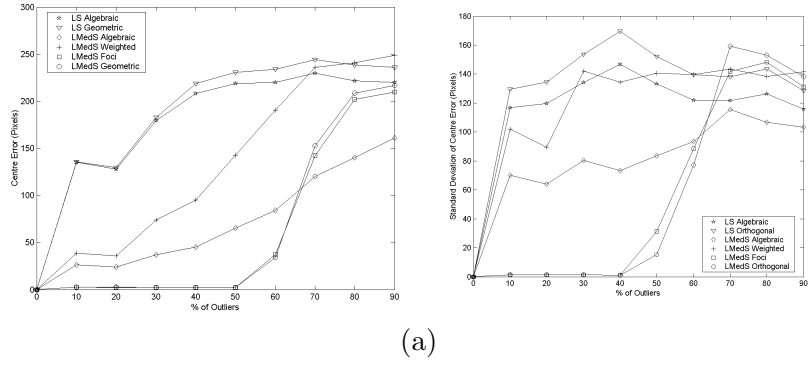 300
250
200
150
100
50
0
Centre Error (Pixels)
LS Algebraic
LS Geometric
LMedS Algebraic
LMedS Weighted
LMedS Foci
LMedS Geometric
0 10 20 30 40 50 60 70 80 90
% of Outliers
180
160
140
120
100
80
60
40
20
0
Standard Deviation of Centre Error (Pixels)
LS Algebraic
LS Orthogonal
LMedS Algebraic
LMedS Weighted
LMedS Foci
LMedS Orthogonal
0 10 20 30 40 50 60 70 80 90
% of Outliers
(a)